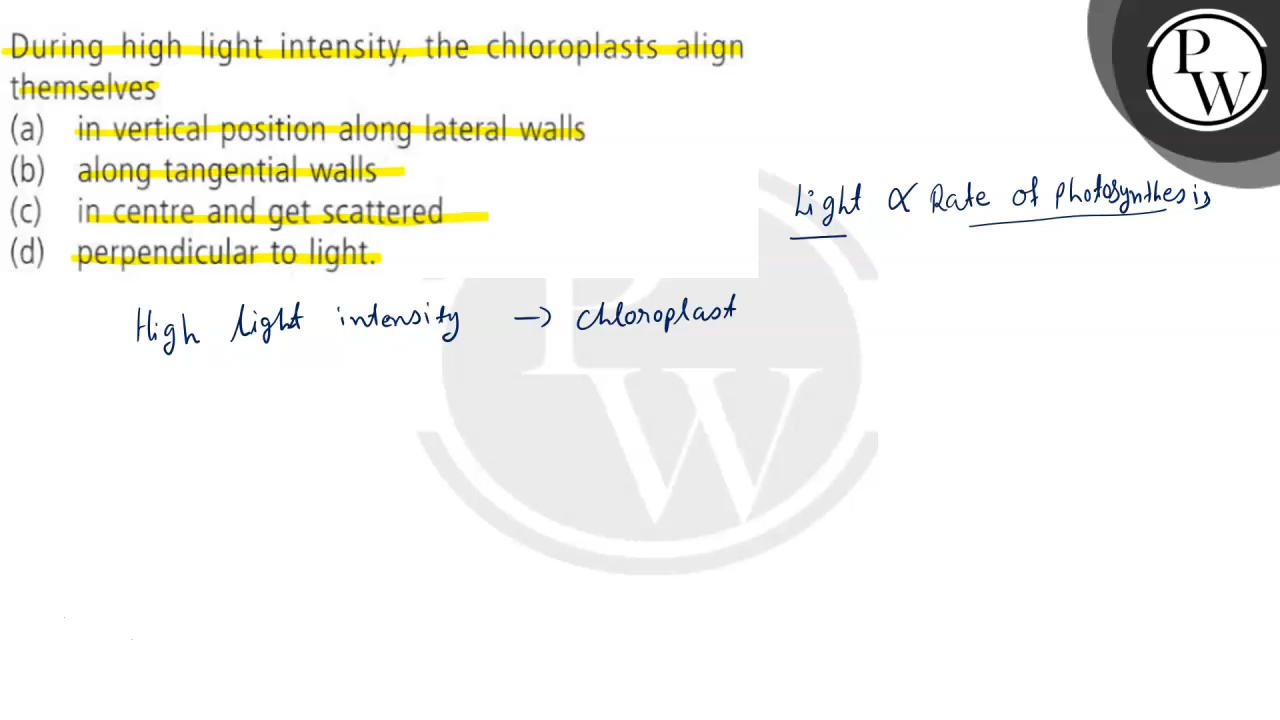 During high light intensity, the chloroplasts align
themselves
(a) in vertical position along lateral walls
(b) along tangential walls
(c) in centre and get scattered
(d) perpendicular to light.
P
W
Light ∝ Rate of photosynthesis
High light intensity → chloroplast
P
W